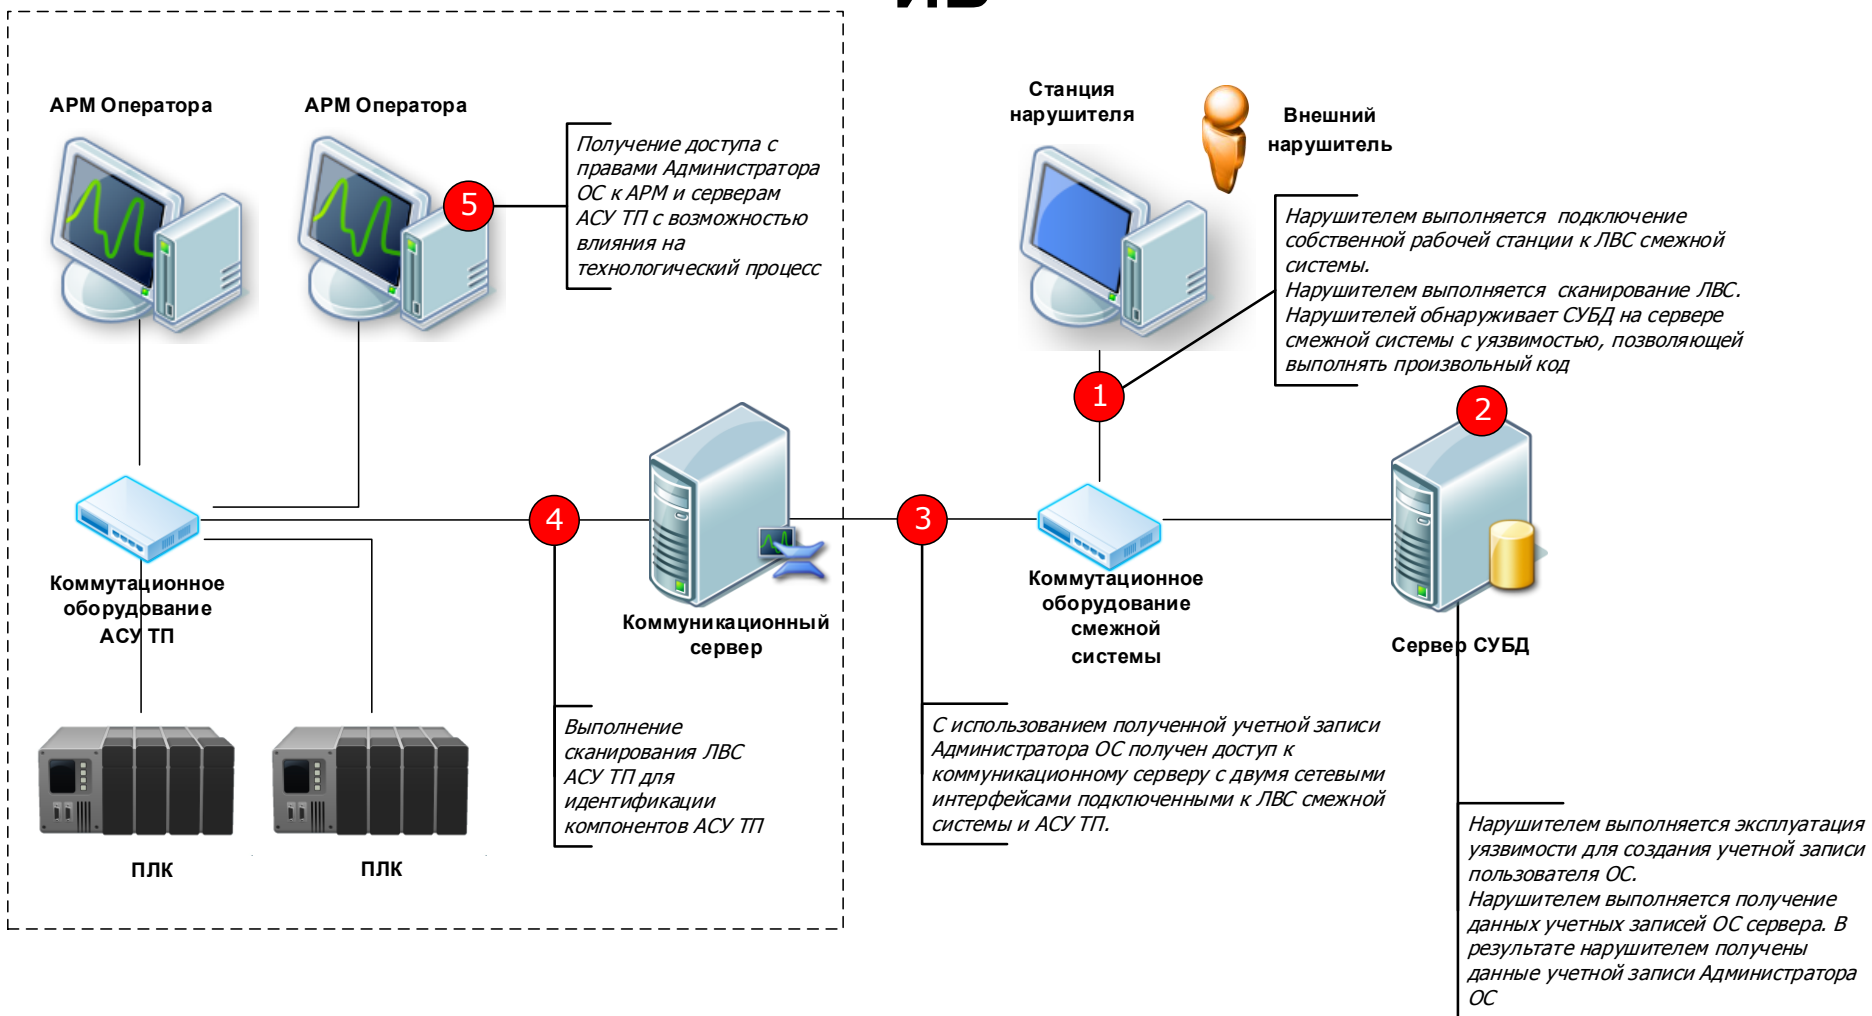 ИБ
АРМ Оператора
АРМ Оператора
Получение доступа с
правами Администратора
ОС к АРМ и серверам
АСУ ТП с возможностью
влияния на
технологический процесс
5
Станция
нарушителя
Внешний
нарушитель
Нарушителем выполняется подключение
собственной рабочей станции к ЛВС смежной
системы.
Нарушителем выполняется сканирование ЛВС.
Нарушителей обнаруживает СУБД на сервере
смежной системы с уязвимостью, позволяющей
выполнять произвольный код
1
2
4
3
Коммутационное
оборудование
АСУ ТП
Коммуникационный
сервер
Коммутационное
оборудование
смежной
системы
Сервер СУБД
Выполнение
сканирования ЛВС
АСУ ТП для
идентификации
компонентов АСУ ТП
С использованием полученной учетной записи
Администратора ОС получен доступ к
коммуникационному серверу с двумя сетевыми
интерфейсами подключенными к ЛВС смежной
системы и АСУ ТП.
Нарушителем выполняется эксплуатация
уязвимости для создания учетной записи
пользователя ОС.
Нарушителем выполняется получение
данных учетных записей ОС сервера. В
результате нарушителем получены
данные учетной записи Администратора
ОС
ПЛК
ПЛК